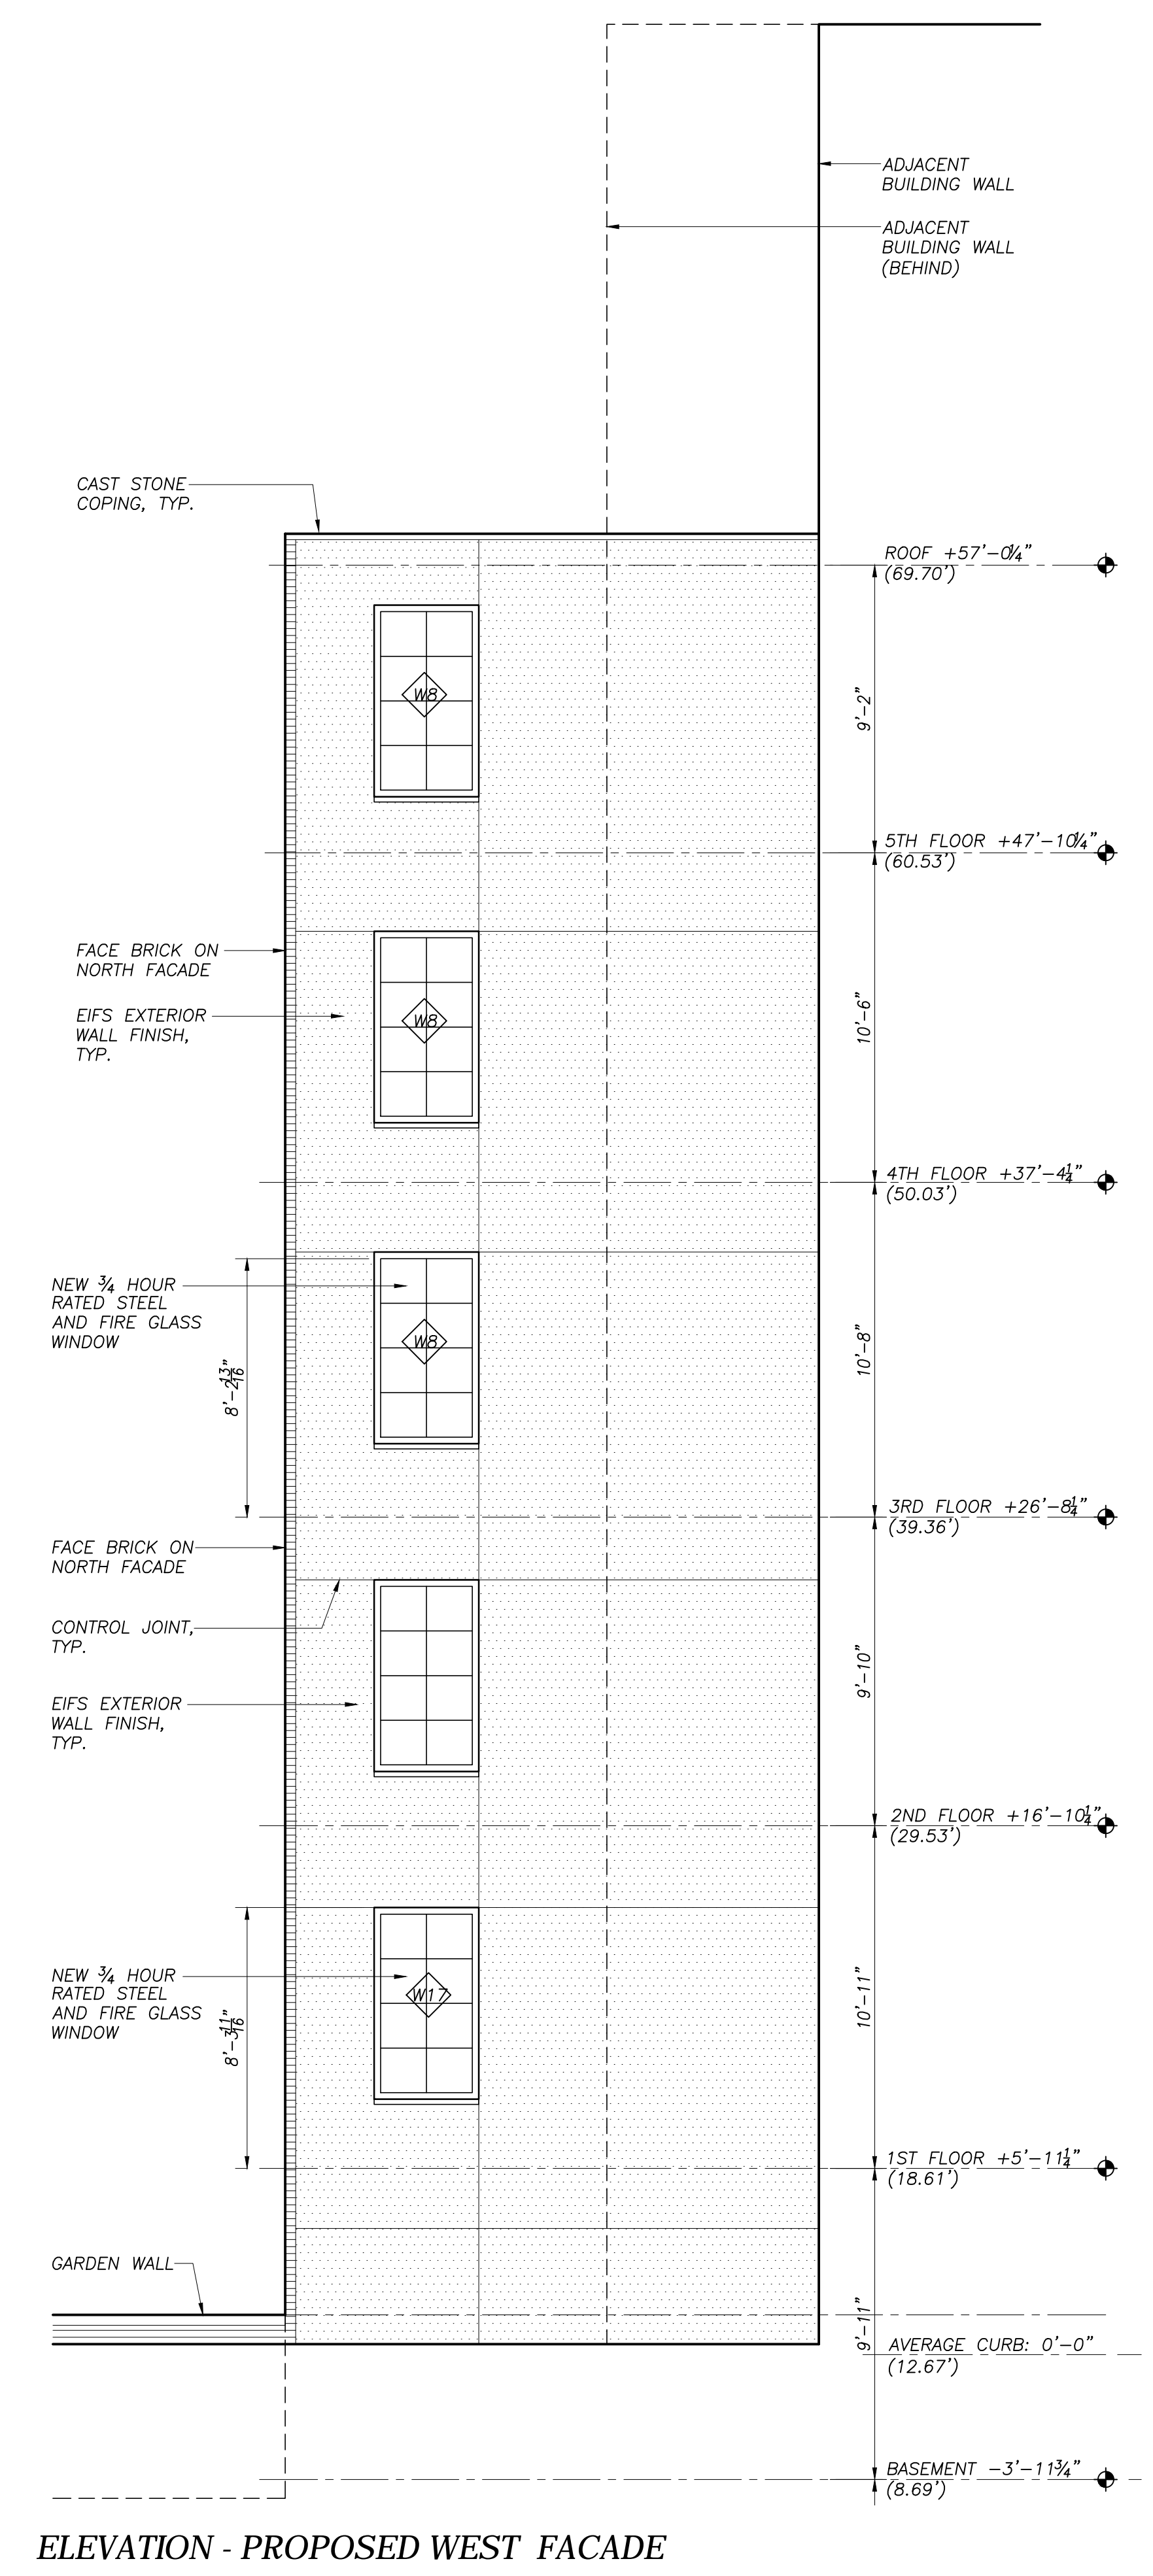 ADJACENT
BUILDING WALL
ADJACENT
BUILDING WALL
(BEHIND)
CAST STONE
COPING, TYP.
ROOF +57'-0¼"
(69.70')
W8
9'-2"
5TH FLOOR +47'-10¼"
(60.53')
FACE BRICK ON
NORTH FACADE
EIFS EXTERIOR
WALL FINISH,
TYP.
W8
10'-6"
4TH FLOOR +37'-4¼"
(50.03')
NEW ¾ HOUR
RATED STEEL
AND FIRE GLASS
WINDOW
8'-2 13/16"
W8
10'-8"
3RD FLOOR +26'-8¼"
(39.36')
FACE BRICK ON
NORTH FACADE
CONTROL JOINT,
TYP.
EIFS EXTERIOR
WALL FINISH,
TYP.
9'-10"
2ND FLOOR +16'-10¼"
(29.53')
NEW ¾ HOUR
RATED STEEL
AND FIRE GLASS
WINDOW
8'-3 11/16"
W17
10'-11"
1ST FLOOR +5'-11¼"
(18.61')
GARDEN WALL
9'-11"
AVERAGE CURB: 0'-0"
(12.67')
BASEMENT -3'-11¾"
(8.69')
ELEVATION - PROPOSED WEST FACADE